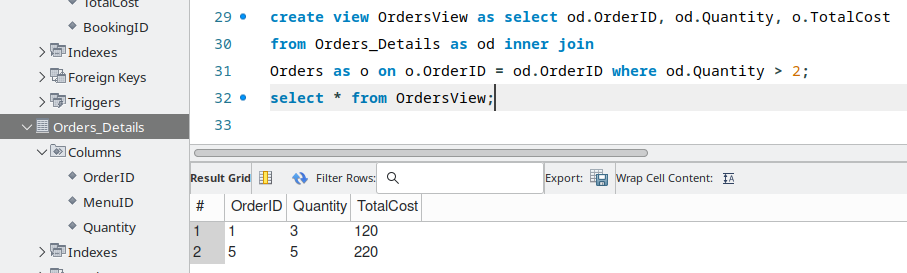 TotalCost
BookingID
Indexes
Foreign Keys
Triggers
Orders_Details
Columns
OrderID
MenuID
Quantity
Indexes
29 create view OrdersView as select od.OrderID, od.Quantity, o.TotalCost
30 from Orders_Details as od inner join
31 Orders as o on o.OrderID = od.OrderID where od.Quantity > 2;
32 select * from OrdersView;
33
Result Grid Filter Rows: Export: Wrap Cell Content: IA
# OrderID Quantity TotalCost
1 1 3 120
2 5 5 220